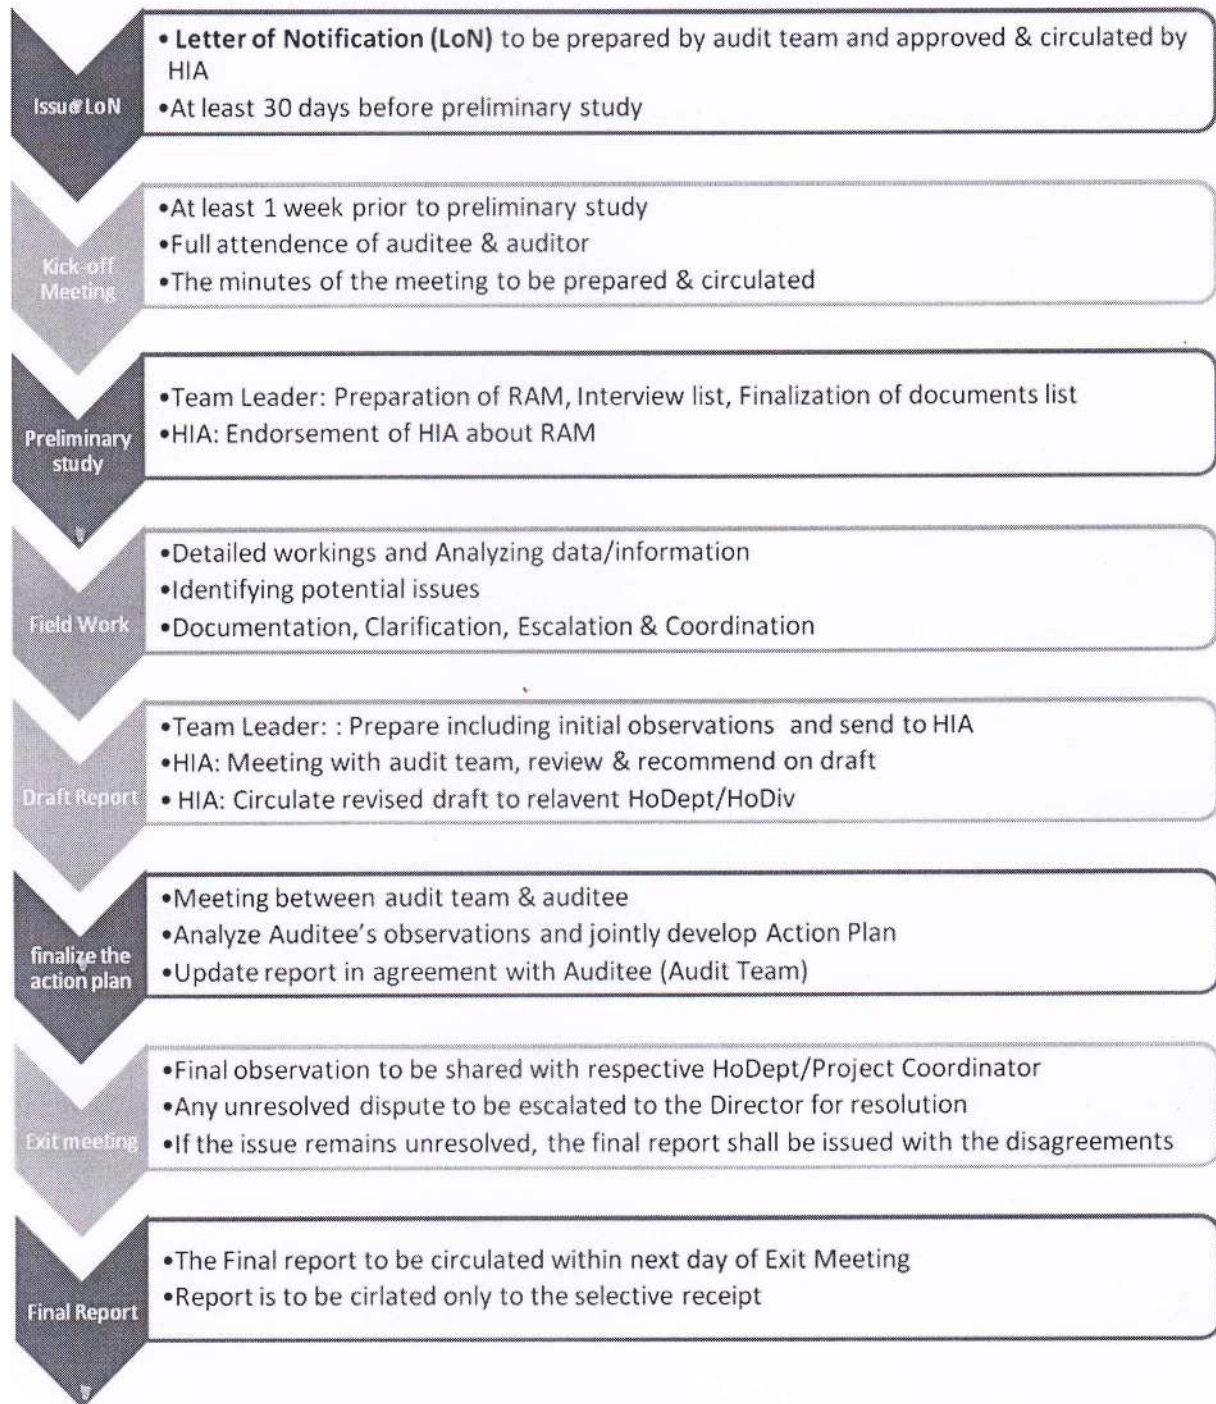 • Letter of Notification (LoN) to be prepared by audit team and approved & circulated by
HIA
•At least 30 days before preliminary study
Issue LoN
•At least 1 week prior to preliminary study
•Full attendence of auditee & auditor
•The minutes of the meeting to be prepared & circulated
Kick-off
Meeting
•Team Leader: Preparation of RAM, Interview list, Finalization of documents list
•HIA: Endorsement of HIA about RAM
Preliminary
study
•Detailed workings and Analyzing data/information
•Identifying potential issues
•Documentation, Clarification, Escalation & Coordination
Field Work
•Team Leader: : Prepare including initial observations and send to HIA
•HIA: Meeting with audit team, review & recommend on draft
• HIA: Circulate revised draft to relavent HoDept/HoDiv
Draft Report
•Meeting between audit team & auditee
•Analyze Auditee's observations and jointly develop Action Plan
•Update report in agreement with Auditee (Audit Team)
finalize the
action plan
•Final observation to be shared with respective HoDept/Project Coordinator
•Any unresolved dispute to be escalated to the Director for resolution
•If the issue remains unresolved, the final report shall be issued with the disagreements
Exit meeting
•The Final report to be circulated within next day of Exit Meeting
•Report is to be cirlated only to the selective receipt
Final Report